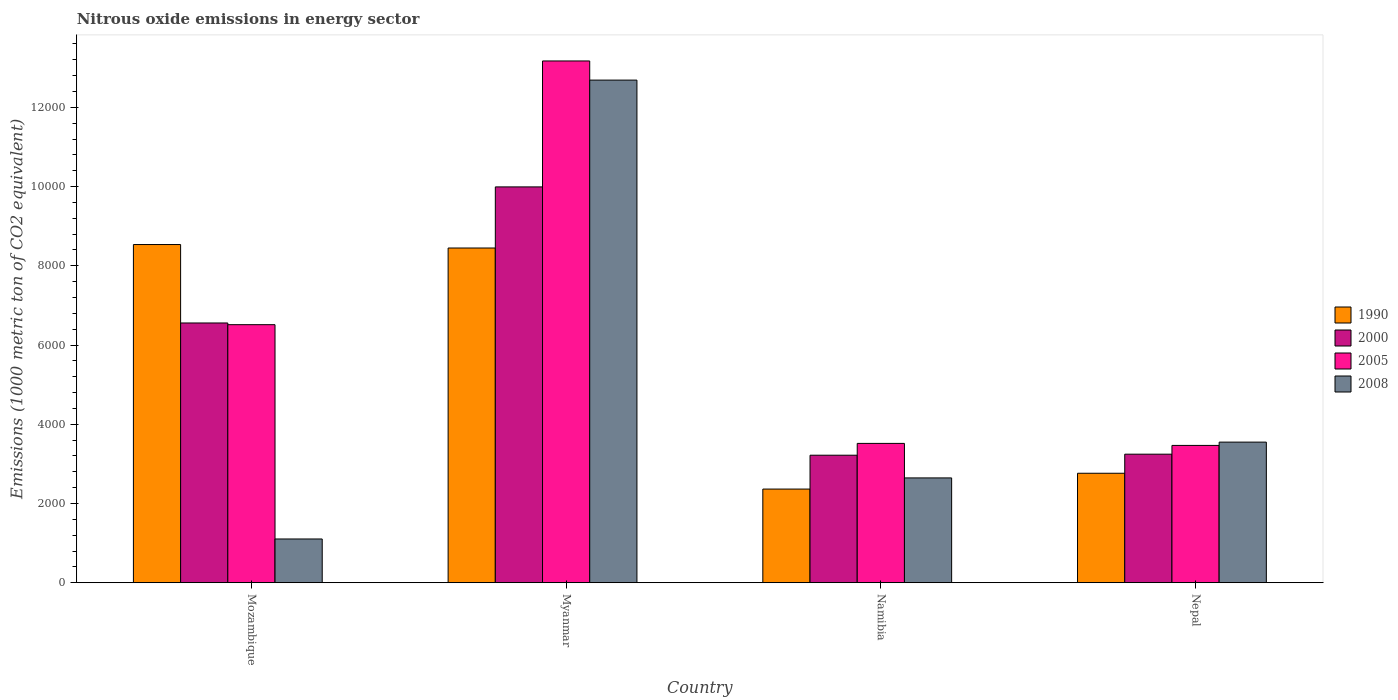 Nitrous oxide emissions in energy sector
Emissions (1000 metric ton of CO2 equivalent)
12000
10000
8000
6000
4000
2000
0
Mozambique
Myanmar
Namibia
Nepal
Country
1990
2000
2005
2008